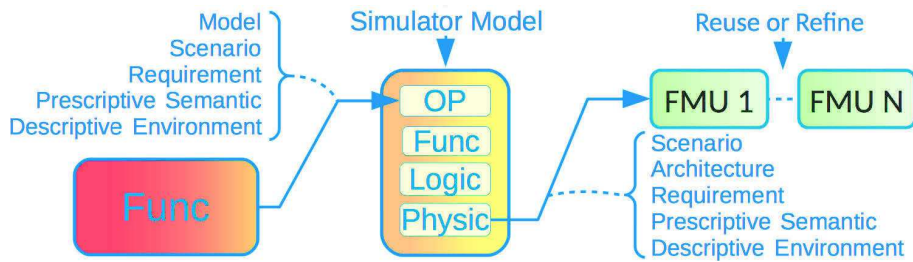 Model
Scenario
Requirement
Prescriptive Semantic
Descriptive Environment
Func
Simulator Model
OP
Func
Logic
Physic
Reuse or Refine
FMU 1
FMU N
Scenario
Architecture
Requirement
Prescriptive Semantic
Descriptive Environment